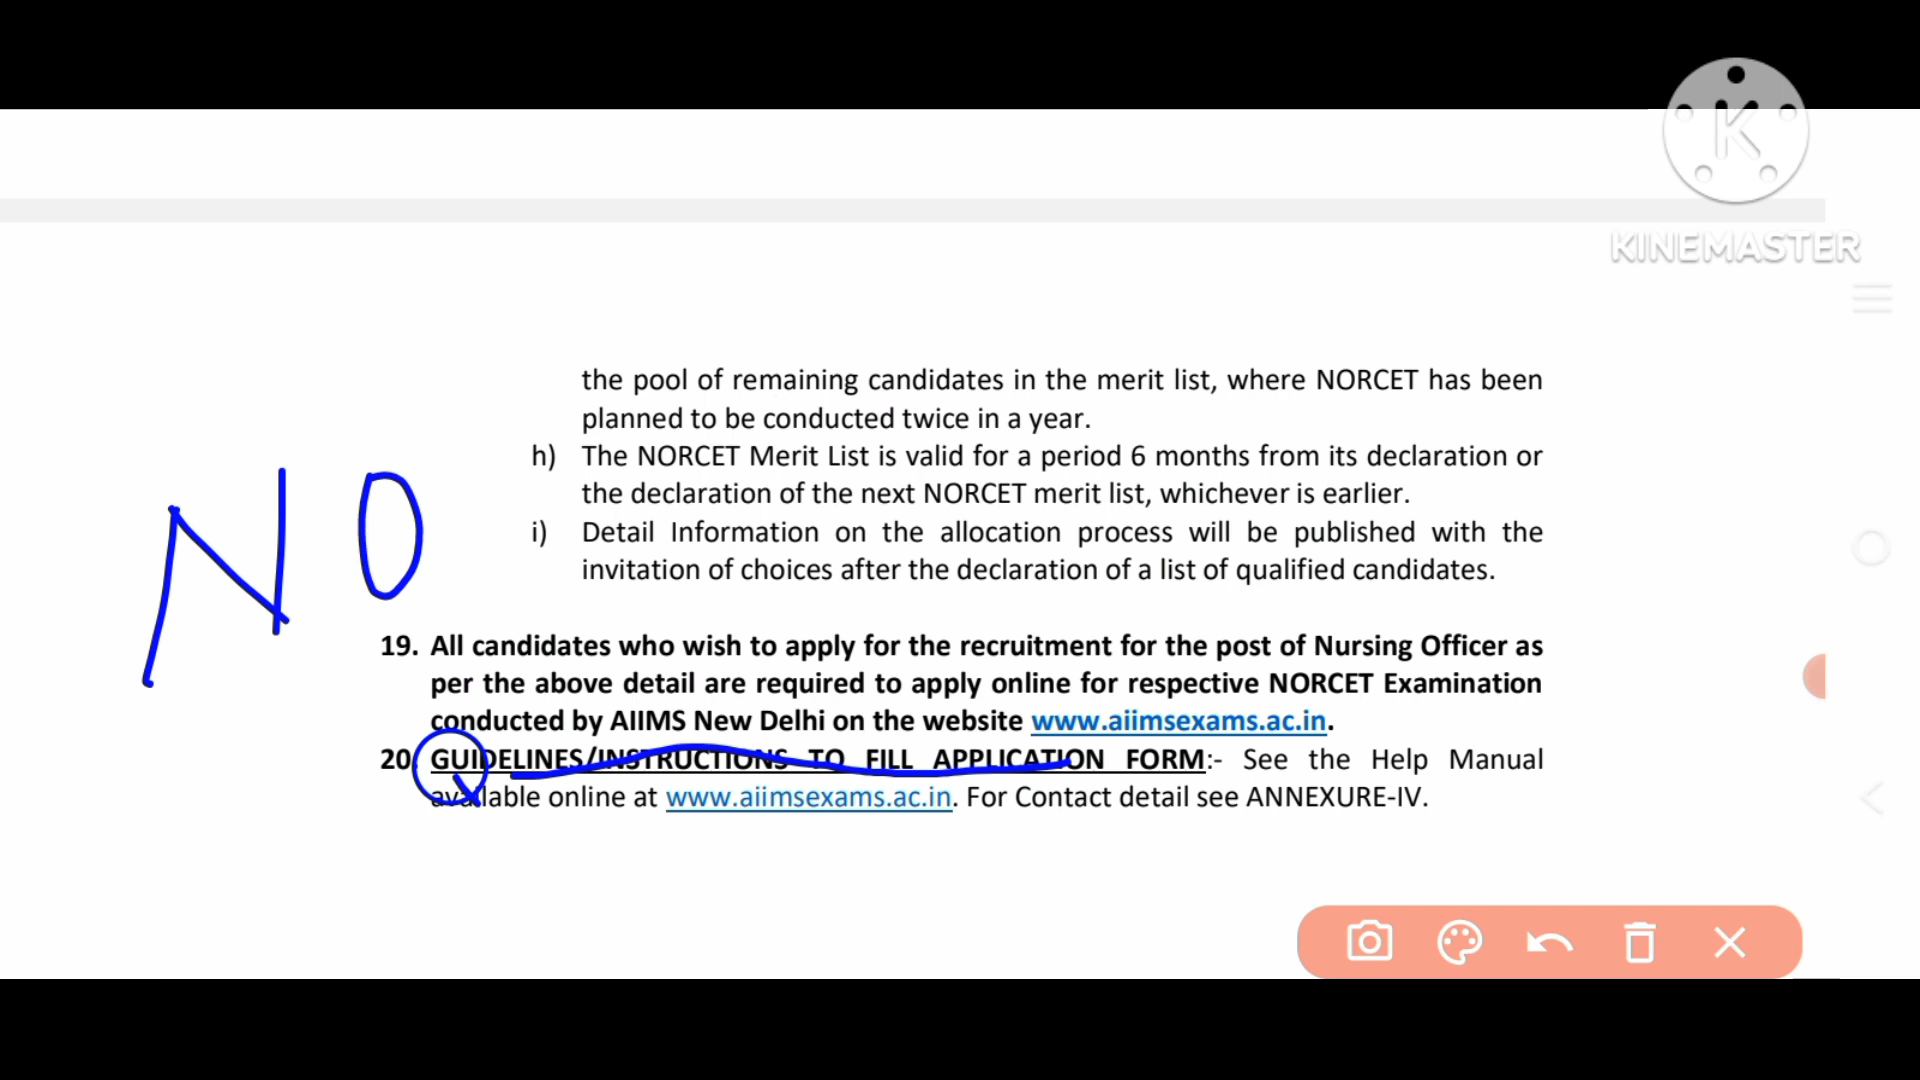 K
KINEMASTER
the pool of remaining candidates in the merit list, where NORCET has been
planned to be conducted twice in a year.
h) The NORCET Merit List is valid for a period 6 months from its declaration or
the declaration of the next NORCET merit list, whichever is earlier.
i) Detail Information on the allocation process will be published with the
invitation of choices after the declaration of a list of qualified candidates.
NO
19. All candidates who wish to apply for the recruitment for the post of Nursing Officer as
per the above detail are required to apply online for respective NORCET Examination
conducted by AIIMS New Delhi on the website www.aiimsexams.ac.in.
20. GUIDELINES/INSTRUCTIONS TO FILL APPLICATION FORM:- See the Help Manual
available online at www.aiimsexams.ac.in. For Contact detail see ANNEXURE-IV.